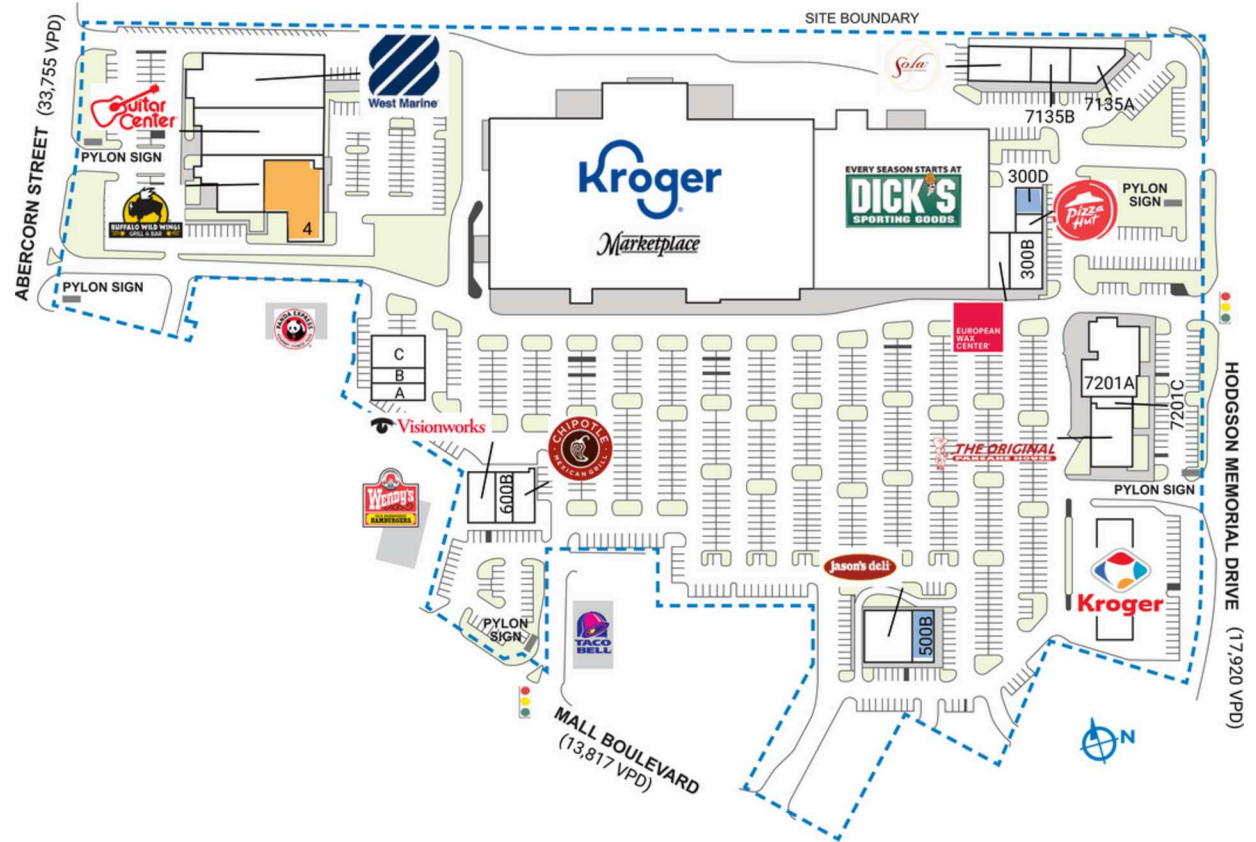 SITE BOUNDARY
ABERCORN STREET (33,755 VPD)
West Marine
Guitar
Center
PYLON SIGN
BUFFALO WILD WINGS
GRILL & BAR
4
PYLON SIGN
Kroger
Marketplace
EVERY SEASON STARTS AT
DICK'S
SPORTING GOODS
Sola
7135B
7135A
300D
Pizza
Hut
PYLON
SIGN
300B
EUROPEAN
WAX
CENTER
PANDA EXPRESS
C
B
A
Visionworks
CHIPOTLE
MEXICAN GRILL
600B
WENDY'S
OLD FASHIONED
HAMBURGERS
PYLON
SIGN
TACO
BELL
MALL BOULEVARD
(13,817 VPD)
Jason's deli
500B
THE ORIGINAL
PANCAKE HOUSE
7201A
7201C
PYLON SIGN
Kroger
HODGSON MEMORIAL DRIVE (17,920 VPD)
N